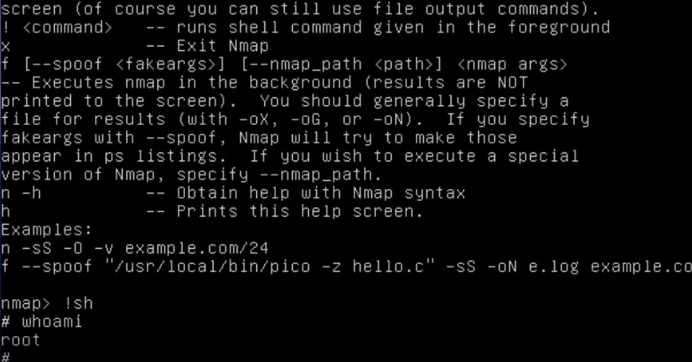 screen (of course you can still use file output commands).
! <command> -- runs shell command given in the foreground
x -- Exit Nmap
f [--spoof <fakeargs>] [--nmap_path <path>] <nmap args>
-- Executes nmap in the background (results are NOT
printed to the screen). You should generally specify a
file for results (with -oX, -oG, or -oN). If you specify
fakeargs with --spoof, Nmap will try to make those
appear in ps listings. If you wish to execute a special
version of Nmap, specify --nmap_path.
n -h -- Obtain help with Nmap syntax
h -- Prints this help screen.
Examples:
n -sS -O -v example.com/24
f --spoof "/usr/local/bin/pico -z hello.c" -sS -oN e.log example.co
nmap> !sh
# whoami
root
#